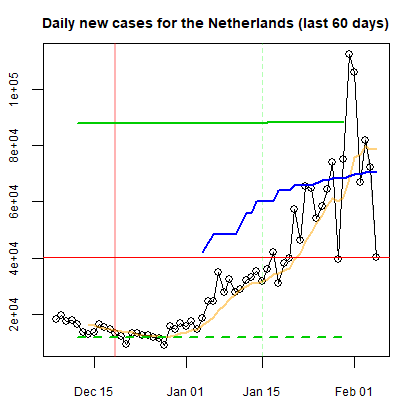 Daily new cases for the Netherlands (last 60 days)
1e+05
8e+04
6e+04
4e+04
2e+04
Dec 15
Jan 01
Jan 15
Feb 01